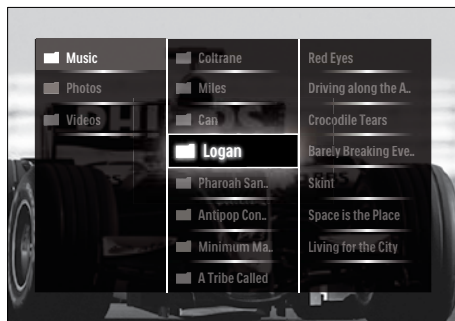 Music
Photos
Videos
Coltrane
Miles
Can
Logan
Pharoah San..
Antipop Con..
Minimum Ma..
A Tribe Called
Red Eyes
Driving along the A..
Crocodile Tears
Barely Breaking Eve..
Skint
Space is the Place
Living for the City